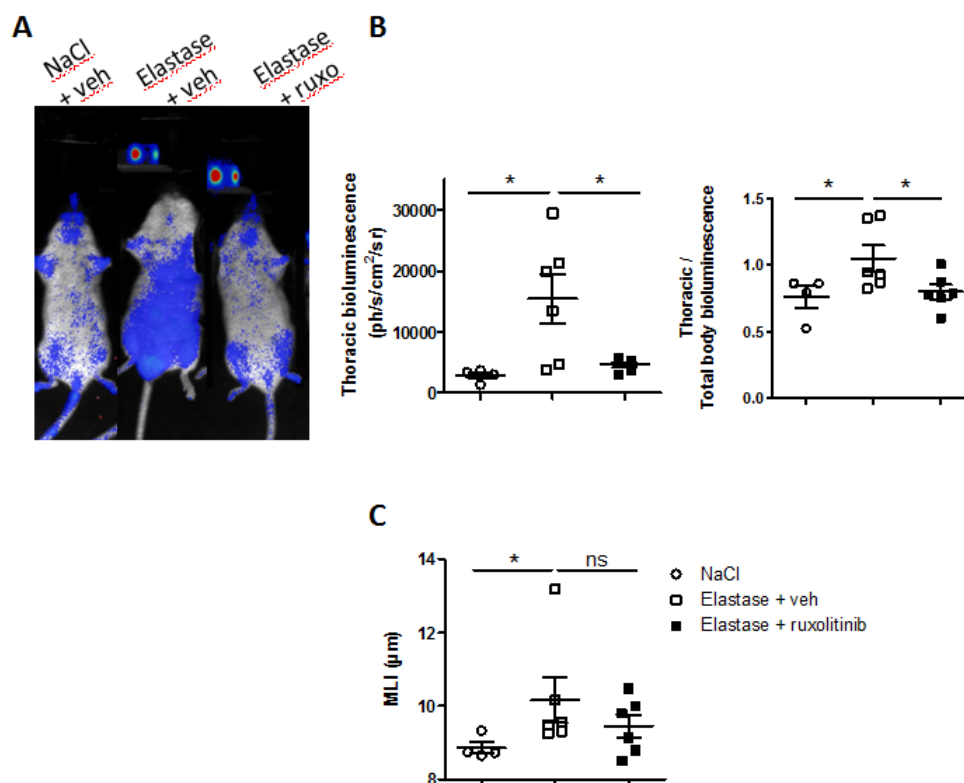 A
NaCl
+ veh
Elastase
+ veh
Elastase
+ ruxo
B
Thoracic bioluminescence
(ph/s/cm²/sr)
30000
20000
10000
0
*
*
Thoracic /
Total body bioluminescence
1.5
1.0
0.5
0.0
*
*
C
MLI (µm)
14
12
10
8
*
ns
NaCl
Elastase + veh
Elastase + ruxolitinib